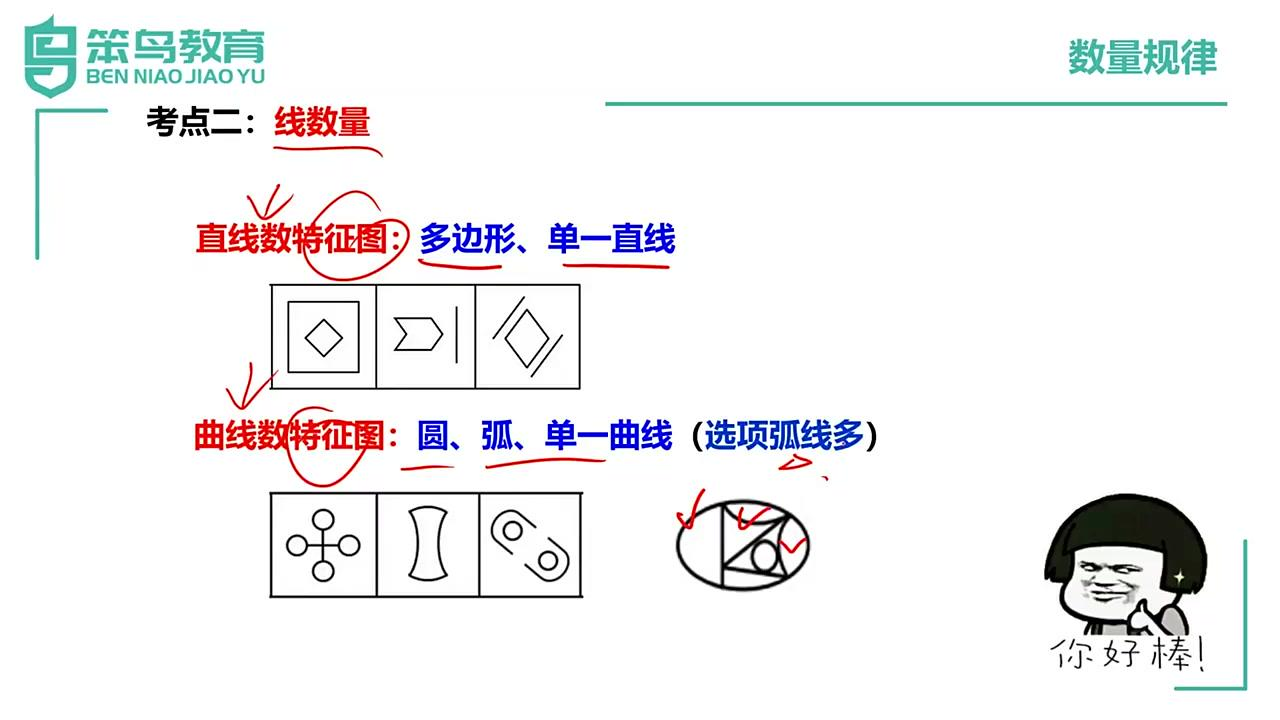 笨鸟教育
BEN NIAO JIAO YU
数量规律
考点二：线数量
直线数特征图：多边形、单一直线
曲线数特征图：圆、弧、单一曲线（选项弧线多）
你好棒！